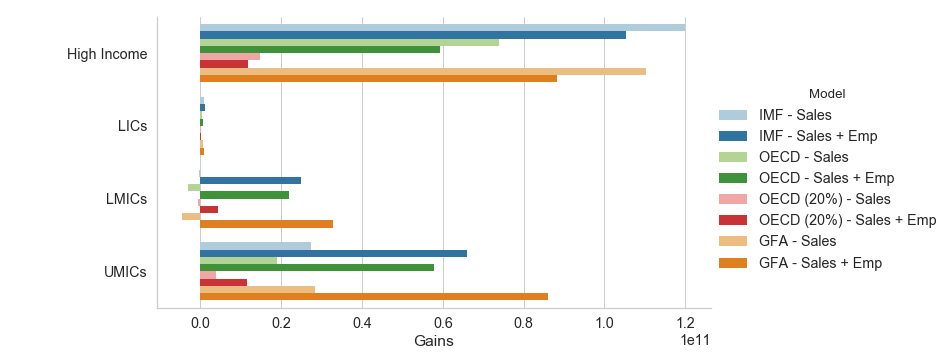 High Income
LICs
LMICs
UMICs
0.0 0.2 0.4 0.6 0.8 1.0 1.2
1e11
Gains
Model
IMF - Sales
IMF - Sales + Emp
OECD - Sales
OECD - Sales + Emp
OECD (20%) - Sales
OECD (20%) - Sales + Emp
GFA - Sales
GFA - Sales + Emp